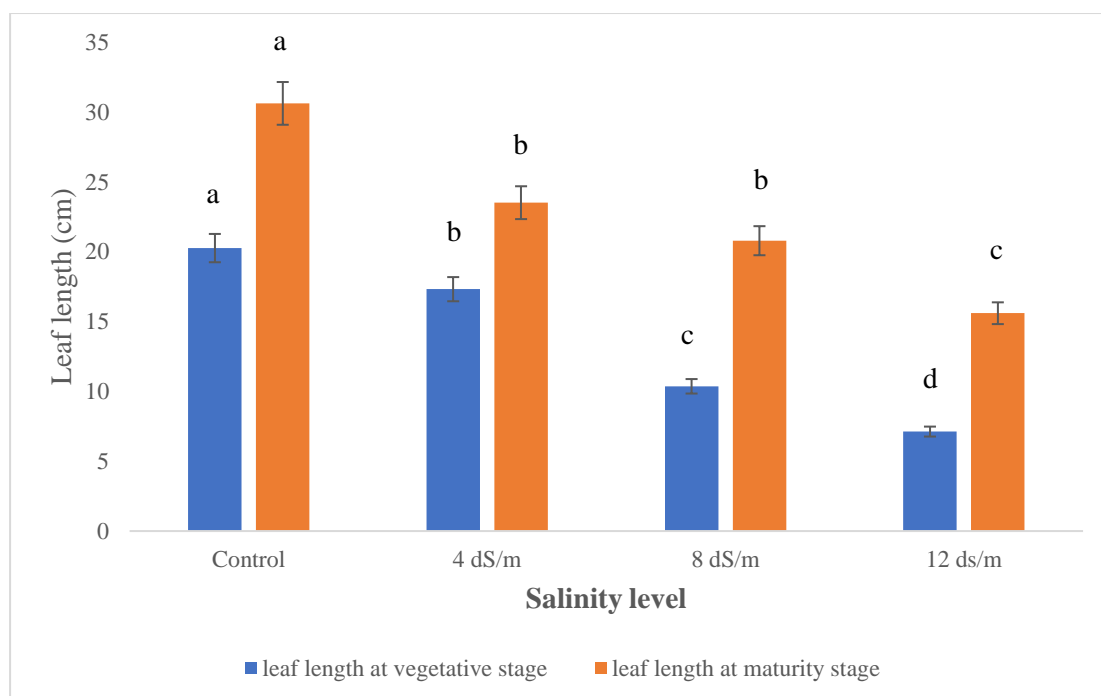 35
30
25
20
15
10
5
0
Leaf length (cm)
a
a
b
b
c
b
d
c
Control 4 dS/m 8 dS/m 12 ds/m
Salinity level
leaf length at vegetative stage leaf length at maturity stage